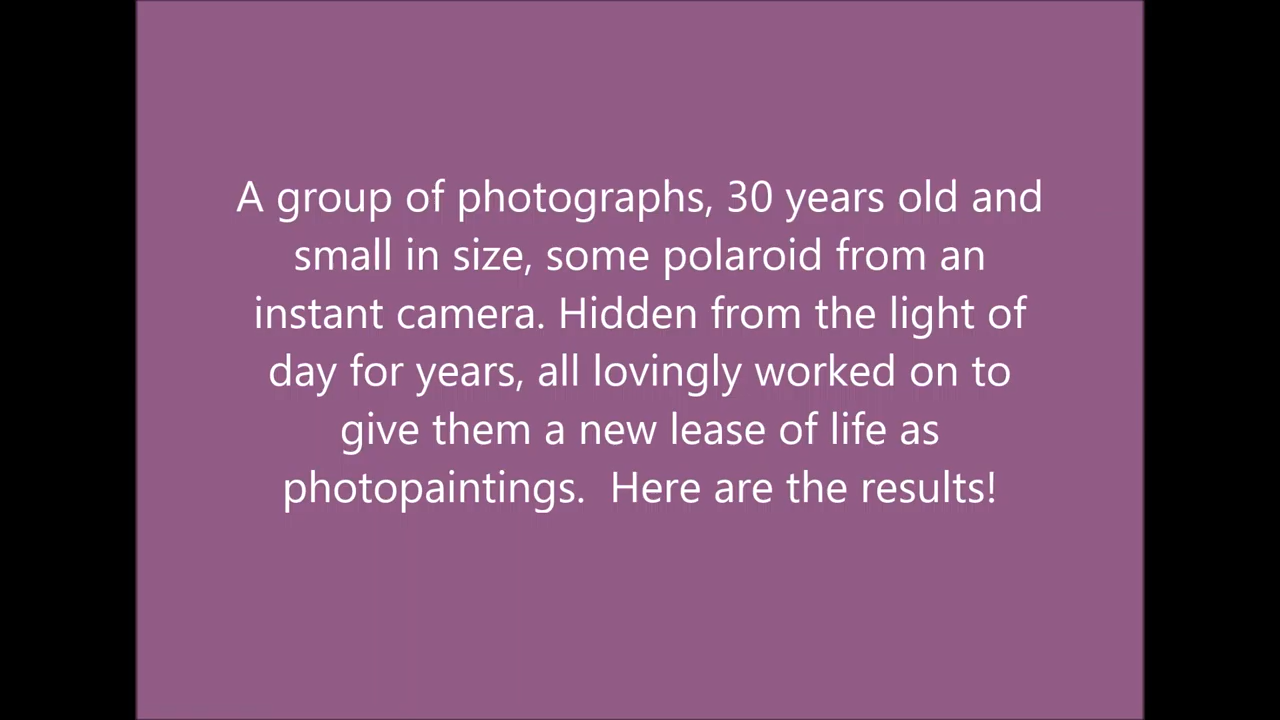 A group of photographs, 30 years old and
small in size, some polaroid from an
instant camera. Hidden from the light of
day for years, all lovingly worked on to
give them a new lease of life as
photopaintings.  Here are the results!